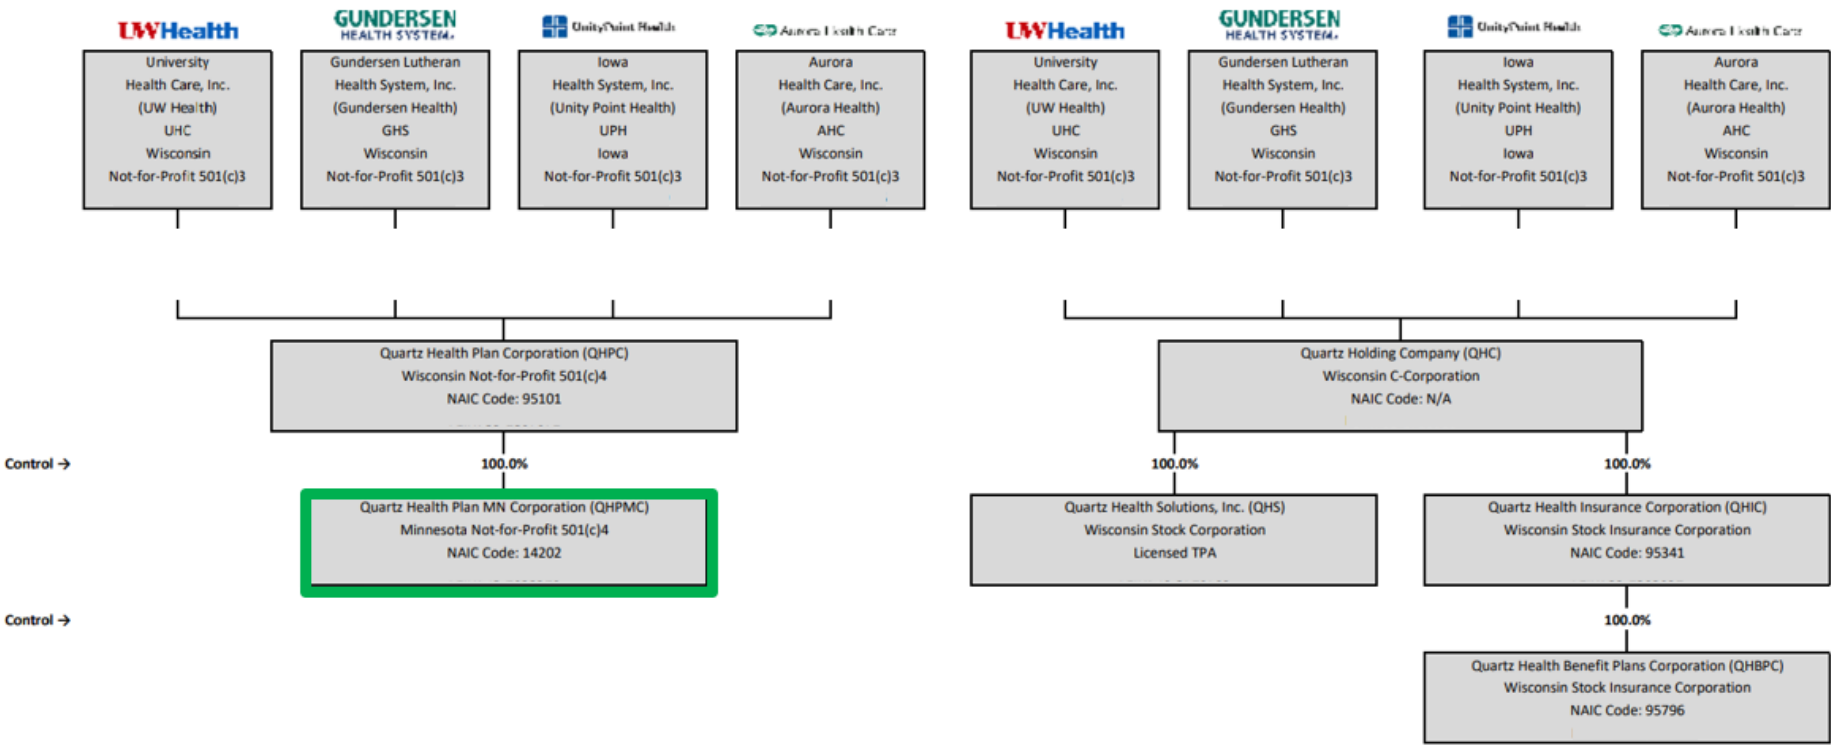 UWHealth
GUNDERSEN
HEALTH SYSTEM®
UnityPoint Health
Aurora Health Care
UWHealth
GUNDERSEN
HEALTH SYSTEM®
UnityPoint Health
Aurora Health Care
University
Health Care, Inc.
(UW Health)
UHC
Wisconsin
Not-for-Profit 501(c)3
Gundersen Lutheran
Health System, Inc.
(Gundersen Health)
GHS
Wisconsin
Not-for-Profit 501(c)3
Iowa
Health System, Inc.
(Unity Point Health)
UPH
Iowa
Not-for-Profit 501(c)3
Aurora
Health Care, Inc.
(Aurora Health)
AHC
Wisconsin
Not-for-Profit 501(c)3
University
Health Care, Inc.
(UW Health)
UHC
Wisconsin
Not-for-Profit 501(c)3
Gundersen Lutheran
Health System, Inc.
(Gundersen Health)
GHS
Wisconsin
Not-for-Profit 501(c)3
Iowa
Health System, Inc.
(Unity Point Health)
UPH
Iowa
Not-for-Profit 501(c)3
Aurora
Health Care, Inc.
(Aurora Health)
AHC
Wisconsin
Not-for-Profit 501(c)3
Quartz Health Plan Corporation (QHPC)
Wisconsin Not-for-Profit 501(c)4
NAIC Code: 95101
Quartz Holding Company (QHC)
Wisconsin C-Corporation
NAIC Code: N/A
Control →
100.0%
100.0%
100.0%
Quartz Health Plan MN Corporation (QHPMC)
Minnesota Not-for-Profit 501(c)4
NAIC Code: 14202
Quartz Health Solutions, Inc. (QHS)
Wisconsin Stock Corporation
Licensed TPA
Quartz Health Insurance Corporation (QHIC)
Wisconsin Stock Insurance Corporation
NAIC Code: 95341
Control →
100.0%
Quartz Health Benefit Plans Corporation (QHBPC)
Wisconsin Stock Insurance Corporation
NAIC Code: 95796